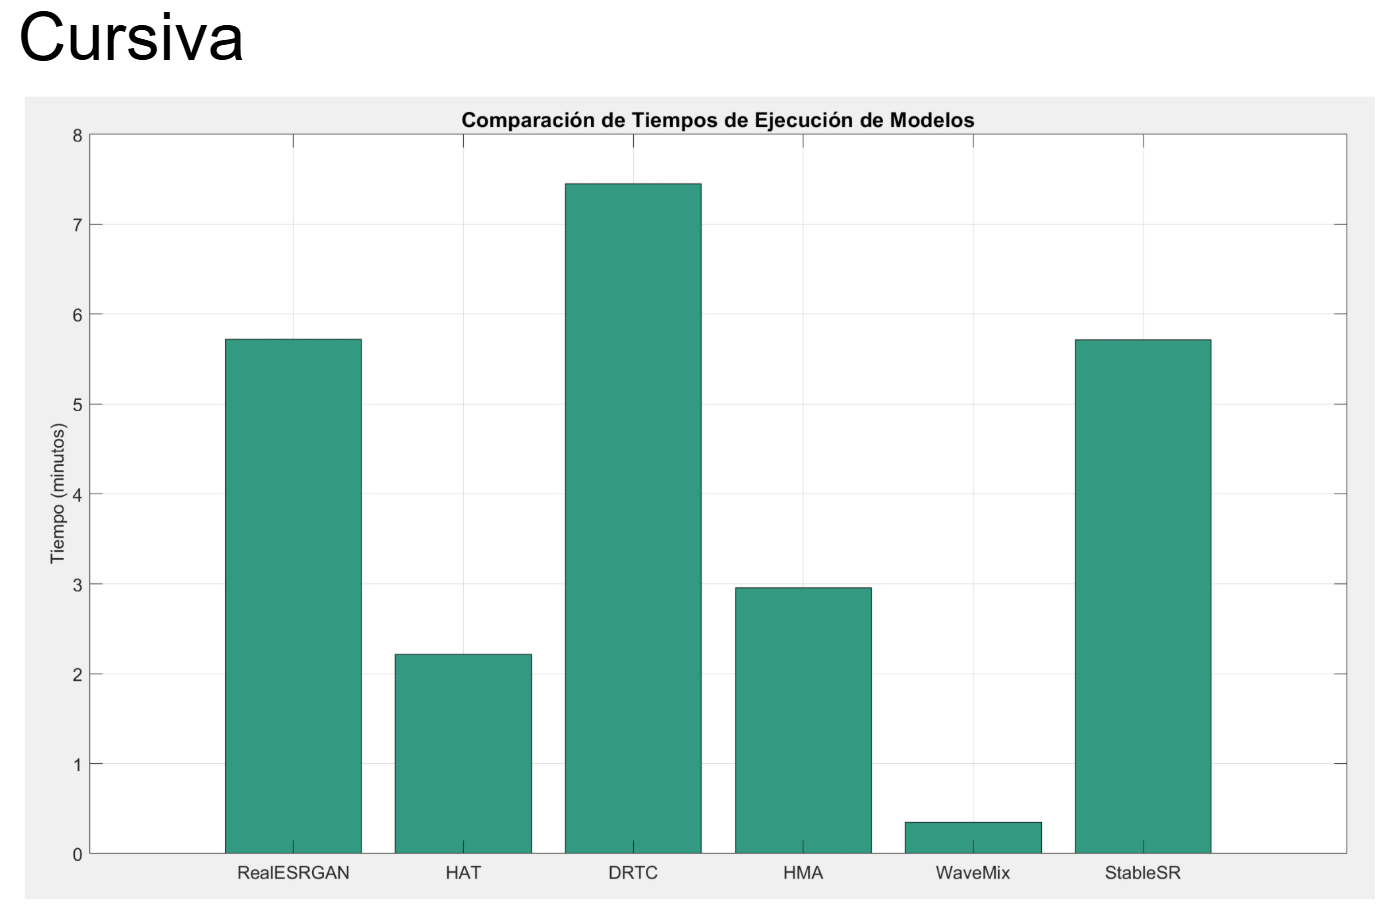 Cursiva
Comparación de Tiempos de Ejecución de Modelos
8
7
6
5
4
3
2
1
0
Tiempo (minutos)
RealESRGAN HAT DRTC HMA WaveMix StableSR